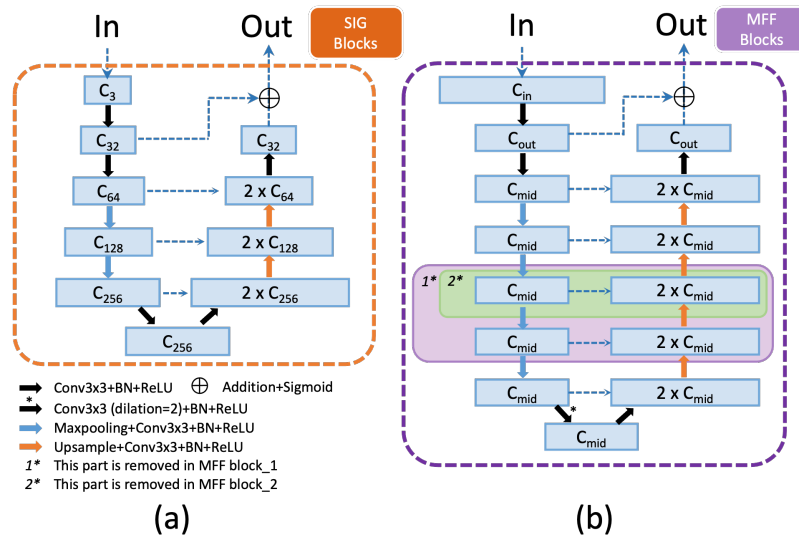 In
Out
SIG
Blocks
C3
C32
C32
C64
2 x C64
C128
2 x C128
C256
2 x C256
C256
Conv3x3+BN+ReLU
Addition+Sigmoid
* Conv3x3 (dilation=2)+BN+ReLU
Maxpooling+Conv3x3+BN+ReLU
Upsample+Conv3x3+BN+ReLU
1* This part is removed in MFF block_1
2* This part is removed in MFF block_2
(a)
In
Out
MFF
Blocks
Cin
Cout
Cout
Cmid
2 x Cmid
Cmid
2 x Cmid
1*
2*
Cmid
2 x Cmid
Cmid
2 x Cmid
Cmid
2 x Cmid
*
Cmid
(b)